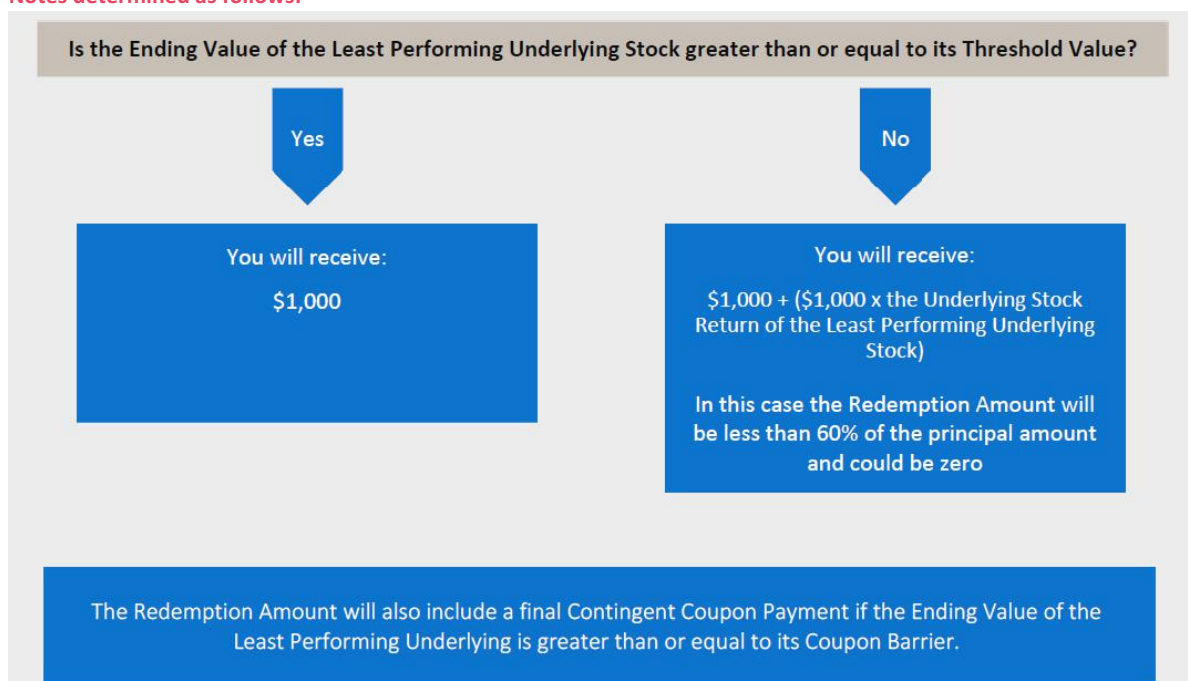 Notes determined as follows:
Is the Ending Value of the Least Performing Underlying Stock greater than or equal to its Threshold Value?
Yes
No
You will receive:
$1,000
You will receive:
$1,000 + ($1,000 x the Underlying Stock
Return of the Least Performing Underlying
Stock)
In this case the Redemption Amount will
be less than 60% of the principal amount
and could be zero
The Redemption Amount will also include a final Contingent Coupon Payment if the Ending Value of the
Least Performing Underlying is greater than or equal to its Coupon Barrier.